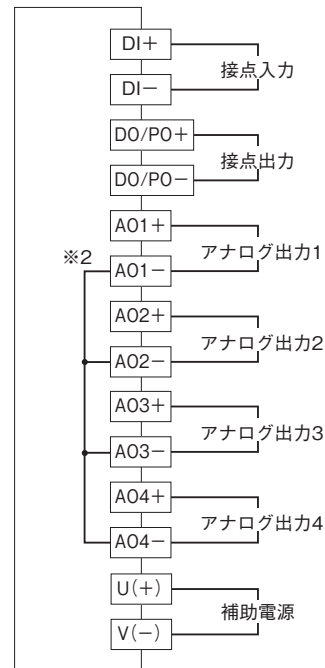 DI+
接点入力
DI−
DO/PO+
接点出力
DO/PO−
AO1+
アナログ出力1
※2
AO1−
AO2+
アナログ出力2
AO2−
AO3+
アナログ出力3
AO3−
AO4+
アナログ出力4
AO4−
U(+)
補助電源
V(−)